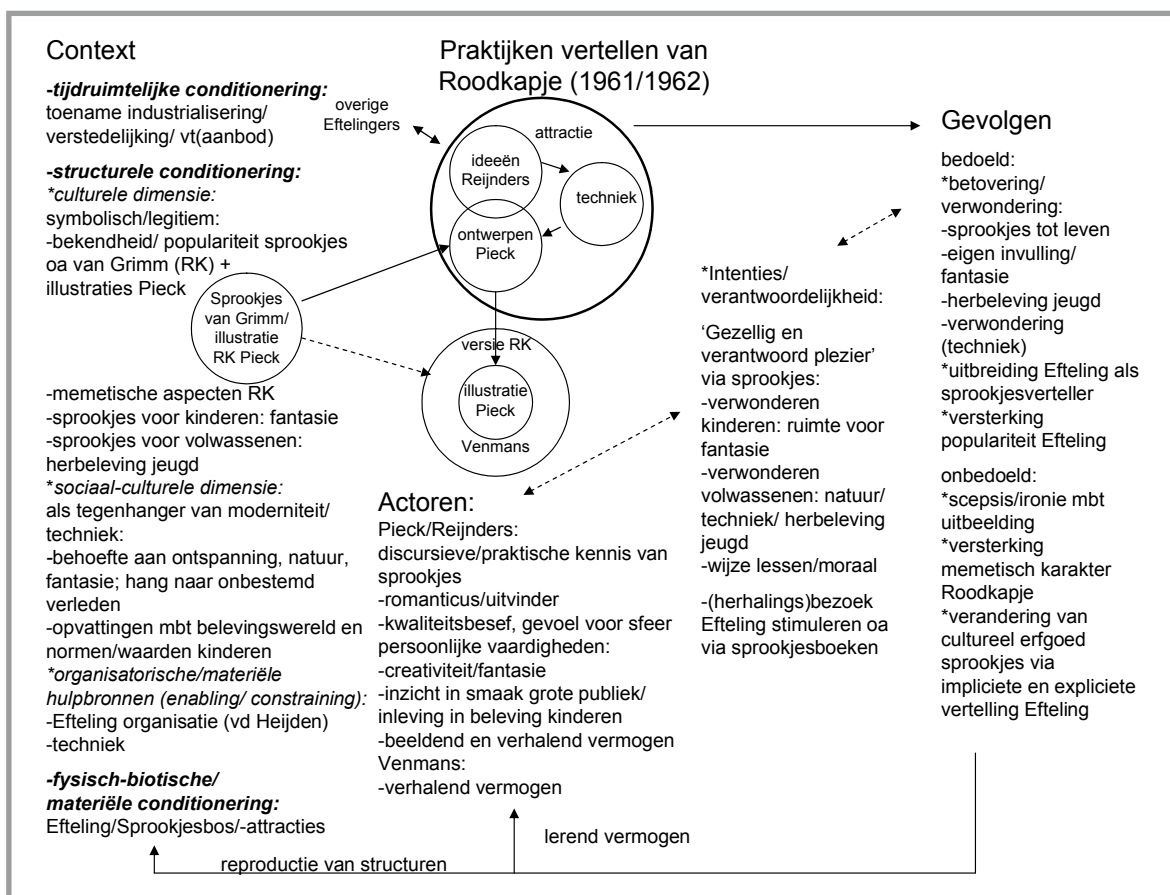 Context
-tijdruimtelijke conditionering:
toename industrialisering/
verstedelijking/ vt(aanbod)
-structurele conditionering:
*culturele dimensie:
symbolisch/legitiem:
-bekendheid/ populariteit sprookjes
oa van Grimm (RK) +
illustraties Pieck
Sprookjes
van Grimm/
illustratie
RK Pieck
-memetische aspecten RK
-sprookjes voor kinderen: fantasie
-sprookjes voor volwassenen:
herbeleving jeugd
*sociaal-culturele dimensie:
als tegenhanger van moderniteit/
techniek:
-behoefte aan ontspanning, natuur,
fantasie; hang naar onbestemd
verleden
-opvattingen mbt belevingswereld en
normen/waarden kinderen
*organisatorische/materiële
hulpbronnen (enabling/ constraining):
-Efteling organisatie (vd Heijden)
-techniek
-fysisch-biotische/
materiële conditionering:
Efteling/Sprookjesbos/-attracties
Praktijken vertellen van
Roodkapje (1961/1962)
overige
Eftelingers
attractie
ideeën
Reijnders
techniek
ontwerpen
Pieck
versie RK
illustratie
Pieck
Venmans
Actoren:
Pieck/Reijnders:
discursieve/praktische kennis van
sprookjes
-romanticus/uitvinder
-kwaliteitsbesef, gevoel voor sfeer
persoonlijke vaardigheden:
-creativiteit/fantasie
-inzicht in smaak grote publiek/
inleving in beleving kinderen
-beeldend en verhalend vermogen
Venmans:
-verhalend vermogen
*Intenties/
verantwoordelijkheid:
‘Gezellig en
verantwoord plezier’
via sprookjes:
-verwonderen
kinderen: ruimte voor
fantasie
-verwonderen
volwassenen: natuur/
techniek/ herbeleving
jeugd
-wijze lessen/moraal
-(herhalings)bezoek
Efteling stimuleren oa
via sprookjesboeken
Gevolgen
bedoeld:
*betovering/
verwondering:
-sprookjes tot leven
-eigen invulling/
fantasie
-herbeleving jeugd
-verwondering
(techniek)
*uitbreiding Efteling als
sprookjesverteller
*versterking
populariteit Efteling
onbedoeld:
*scepsis/ironie mbt
uitbeelding
*versterking
memetisch karakter
Roodkapje
*verandering van
cultureel erfgoed
sprookjes via
impliciete en expliciete
vertelling Efteling
lerend vermogen
reproductie van structuren